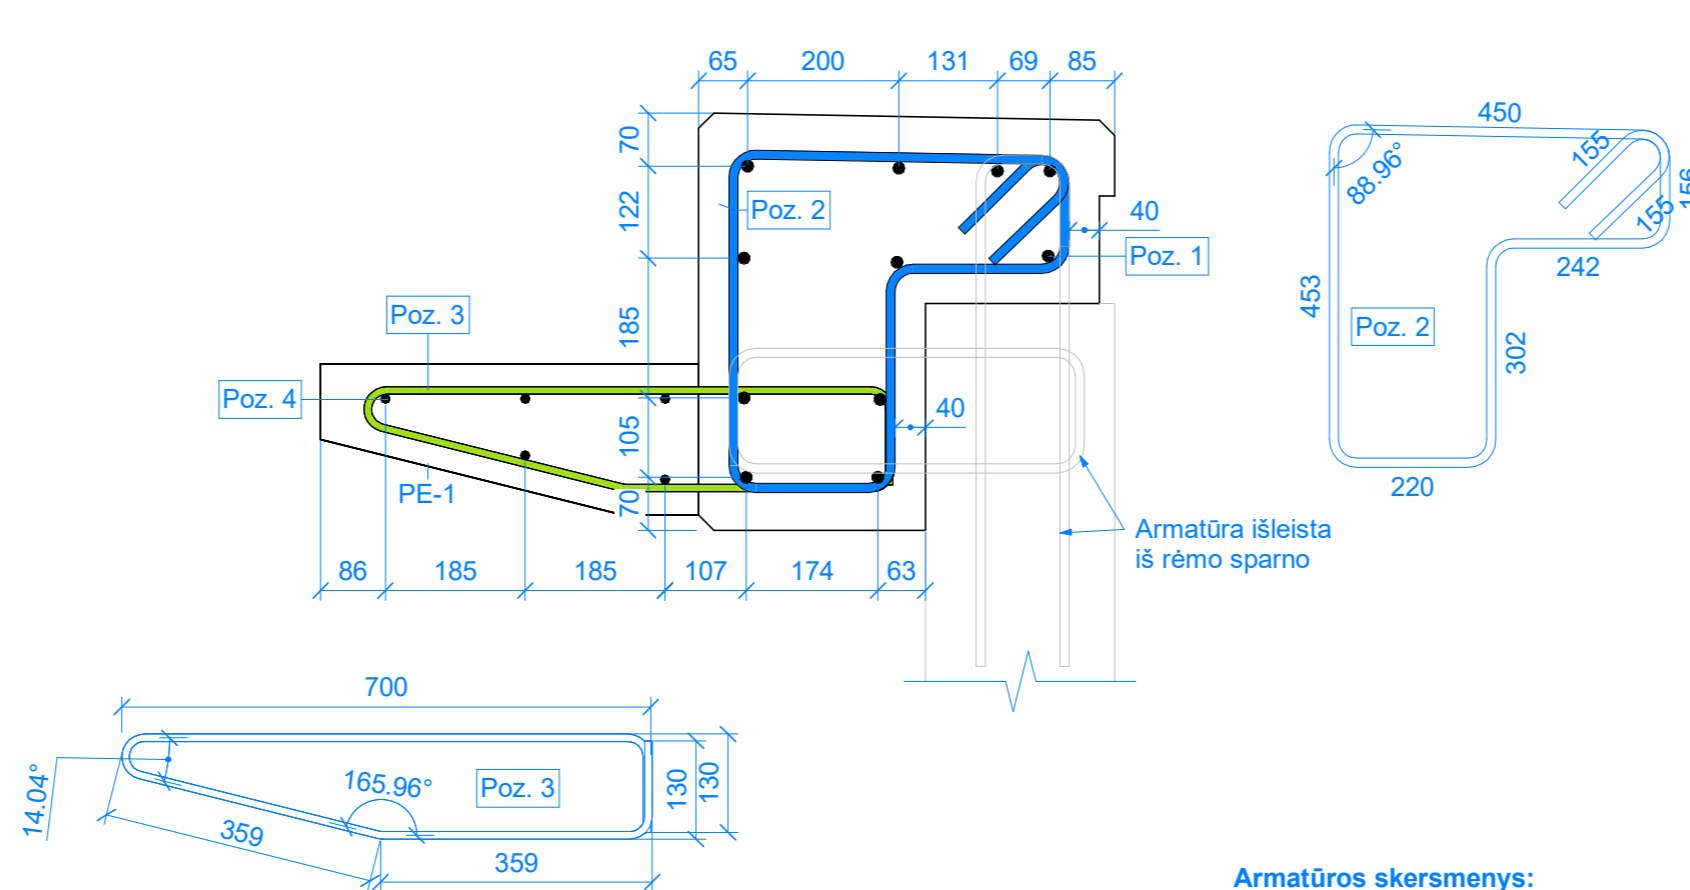 65 200 131 69 85
70
122
185
105
70
Poz. 2
40
Poz. 1
Poz. 3
Poz. 4
40
PE-1
86 185 185 107 174 63
Armatūra išleista
iš rėmo sparno
450
155
88.96°
156
155
242
453
302
Poz. 2
220
700
14.04°
165.96°
Poz. 3
130
130
359
359
Armatūros skersmenys: